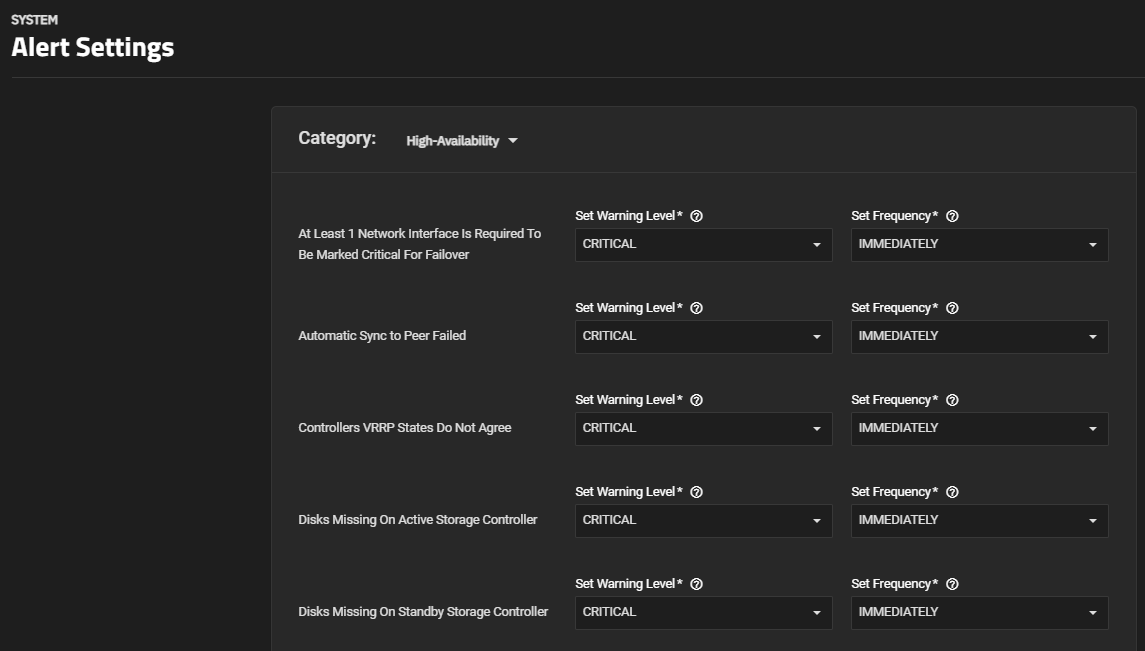 SYSTEM
Alert Settings
Category: High-Availability
Set Warning Level* Set Frequency*
At Least 1 Network Interface Is Required To
Be Marked Critical For Failover
CRITICAL IMMEDIATELY
Set Warning Level* Set Frequency*
Automatic Sync to Peer Failed CRITICAL IMMEDIATELY
Set Warning Level* Set Frequency*
Controllers VRRP States Do Not Agree CRITICAL IMMEDIATELY
Set Warning Level* Set Frequency*
Disks Missing On Active Storage Controller CRITICAL IMMEDIATELY
Set Warning Level* Set Frequency*
Disks Missing On Standby Storage Controller CRITICAL IMMEDIATELY